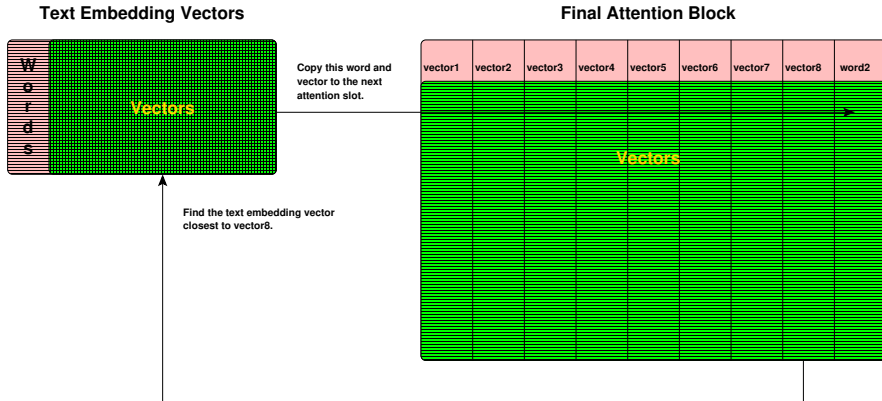 Text Embedding Vectors
Final Attention Block
Words
Vectors
Copy this word and
vector to the next
attention slot.
vector1 vector2 vector3 vector4 vector5 vector6 vector7 vector8 word2
Vectors
Find the text embedding vector
closest to vector8.